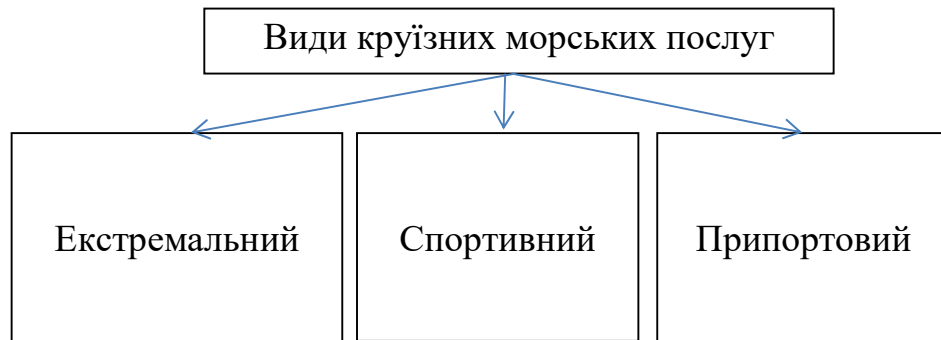 Види круїзних морських послуг
Екстремальний
Спортивний
Припортовий